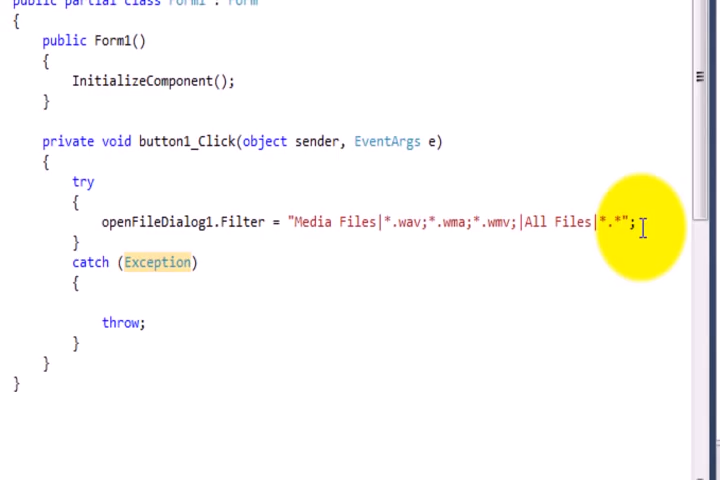 public partial class Form1 : Form
{
public Form1()
{
InitializeComponent();
}
private void button1_Click(object sender, EventArgs e)
{
try
{
openFileDialog1.Filter = "Media Files|*.wav;*.wma;*.wmv;|All Files|*.*";
}
catch (Exception)
{
throw;
}
}
}